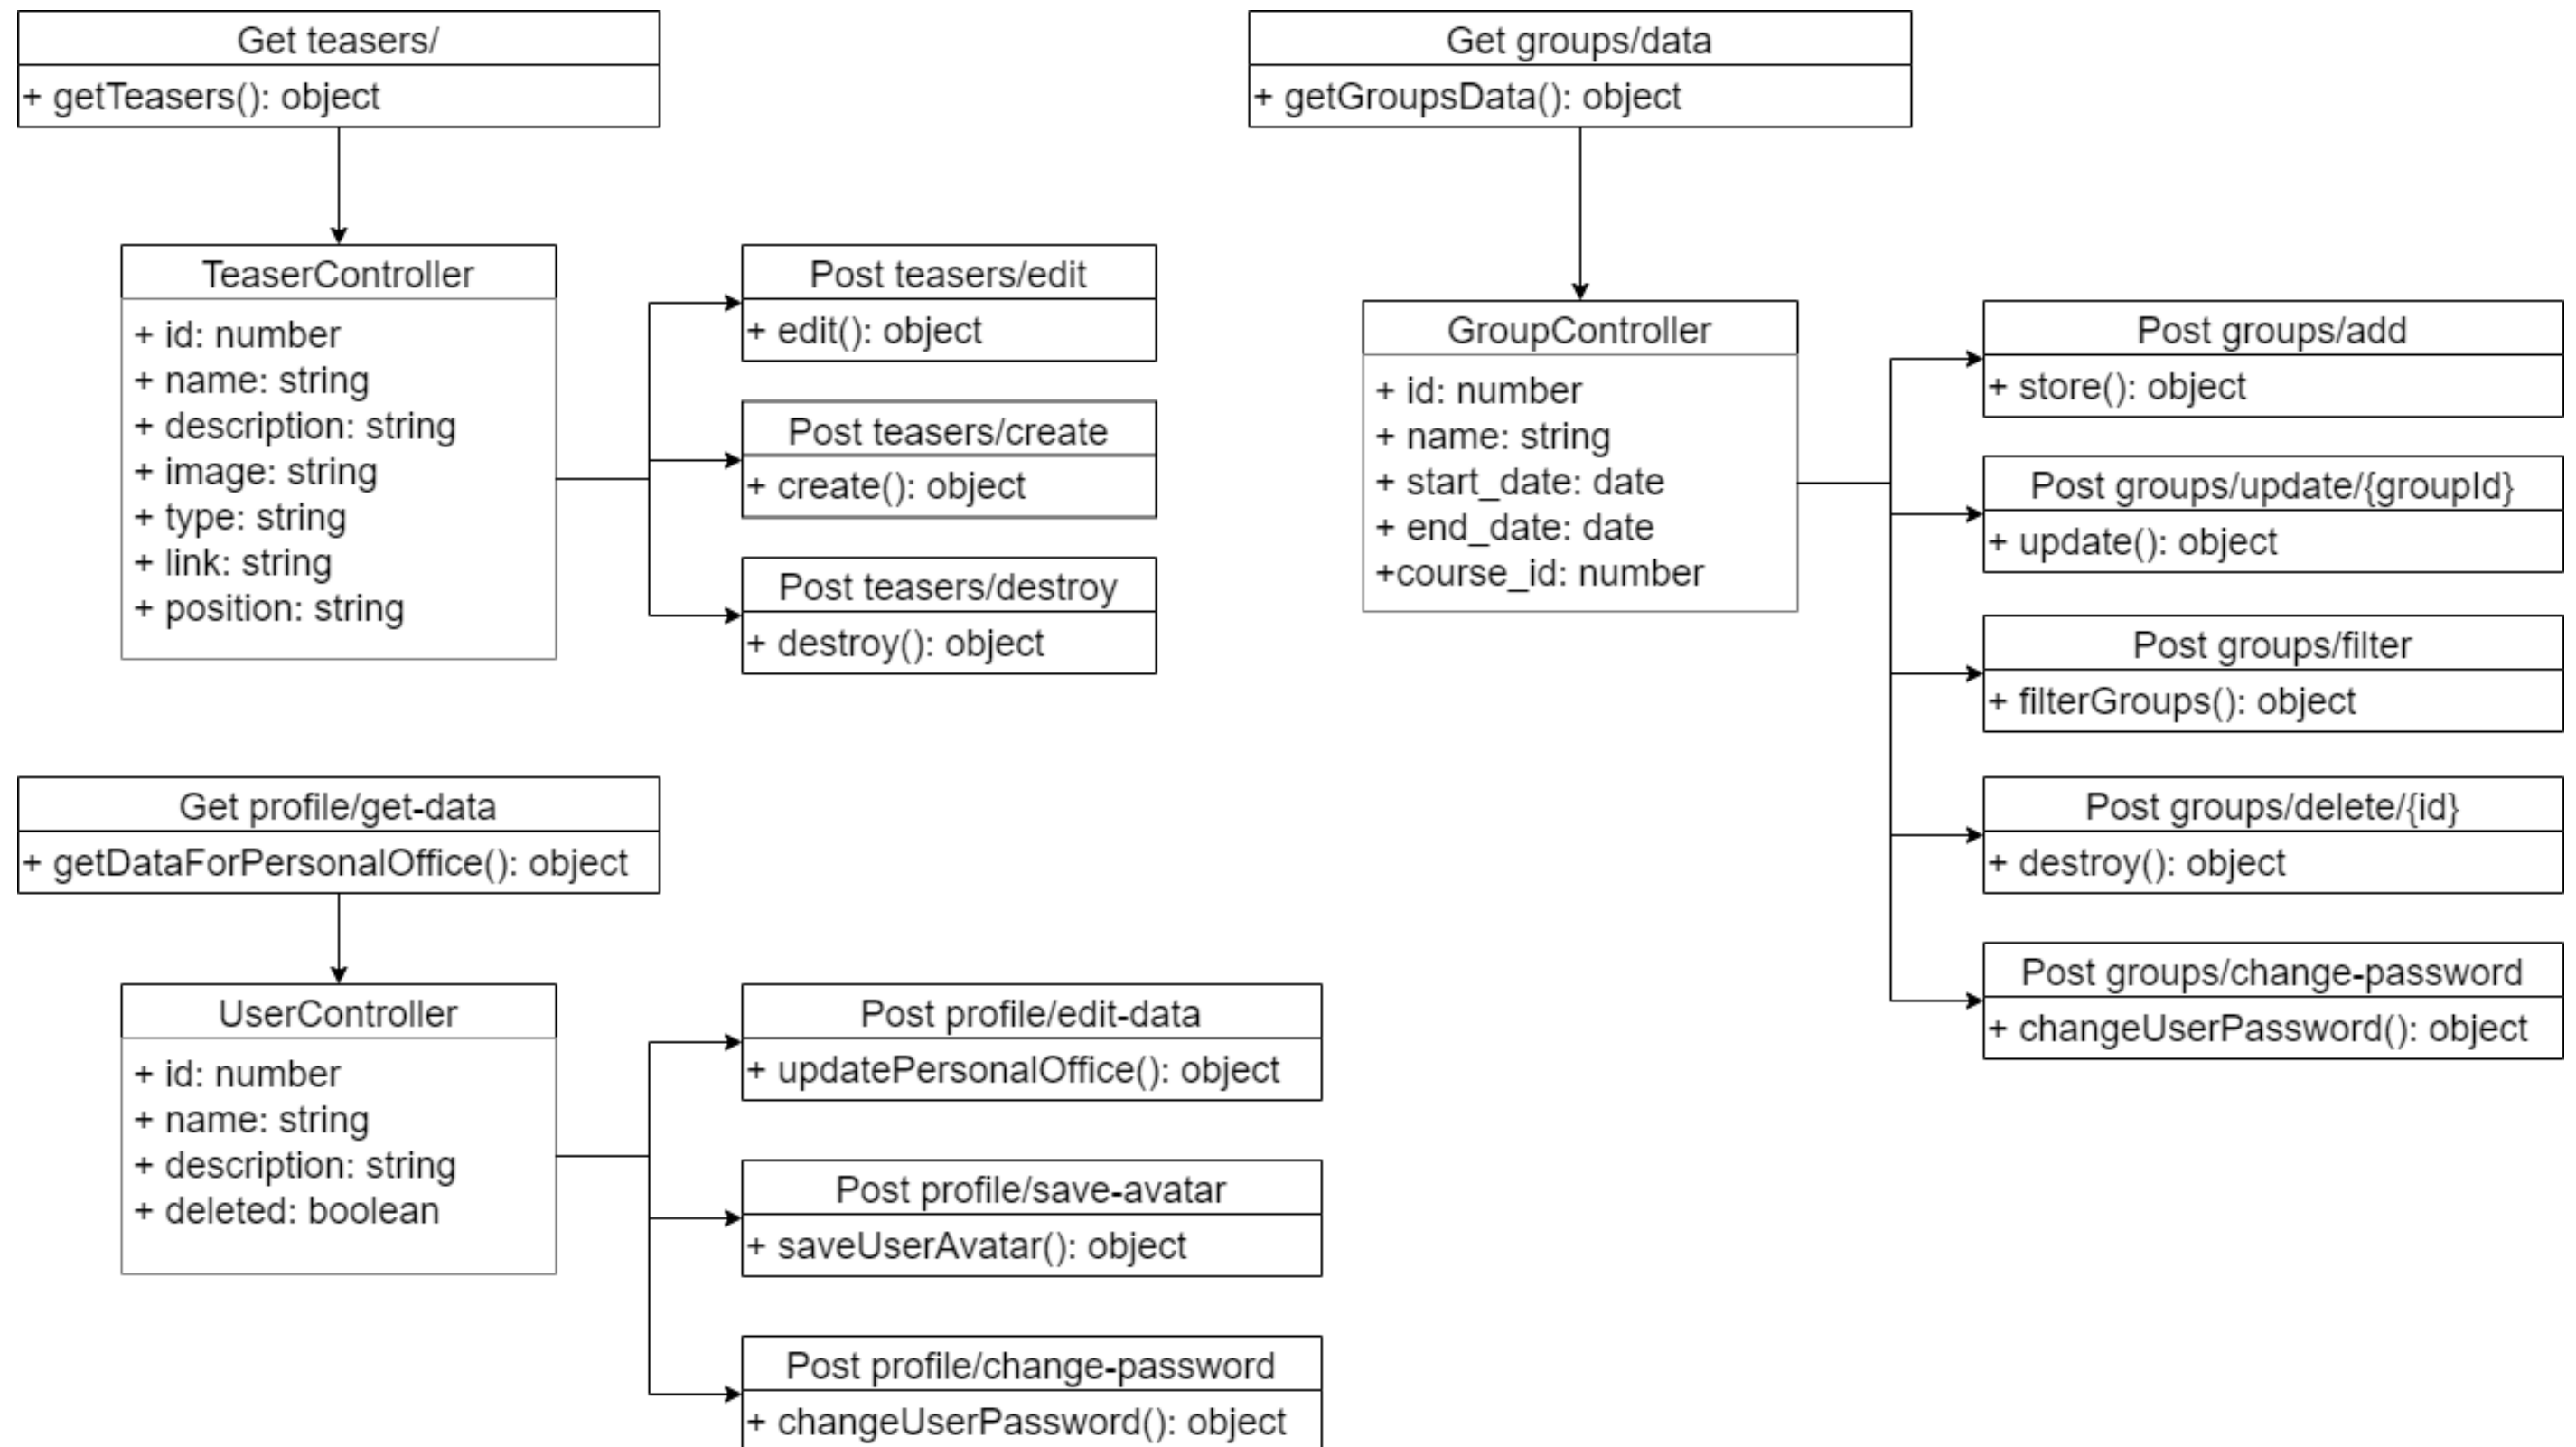 Get teasers/
+ getTeasers(): object
TeaserController
+ id: number
+ name: string
+ description: string
+ image: string
+ type: string
+ link: string
+ position: string
Post teasers/edit
+ edit(): object
Post teasers/create
+ create(): object
Post teasers/destroy
+ destroy(): object
Get groups/data
+ getGroupsData(): object
GroupController
+ id: number
+ name: string
+ start_date: date
+ end_date: date
+course_id: number
Post groups/add
+ store(): object
Post groups/update/{groupId}
+ update(): object
Post groups/filter
+ filterGroups(): object
Post groups/delete/{id}
+ destroy(): object
Post groups/change-password
+ changeUserPassword(): object
Get profile/get-data
+ getDataForPersonalOffice(): object
UserController
+ id: number
+ name: string
+ description: string
+ deleted: boolean
Post profile/edit-data
+ updatePersonalOffice(): object
Post profile/save-avatar
+ saveUserAvatar(): object
Post profile/change-password
+ changeUserPassword(): object